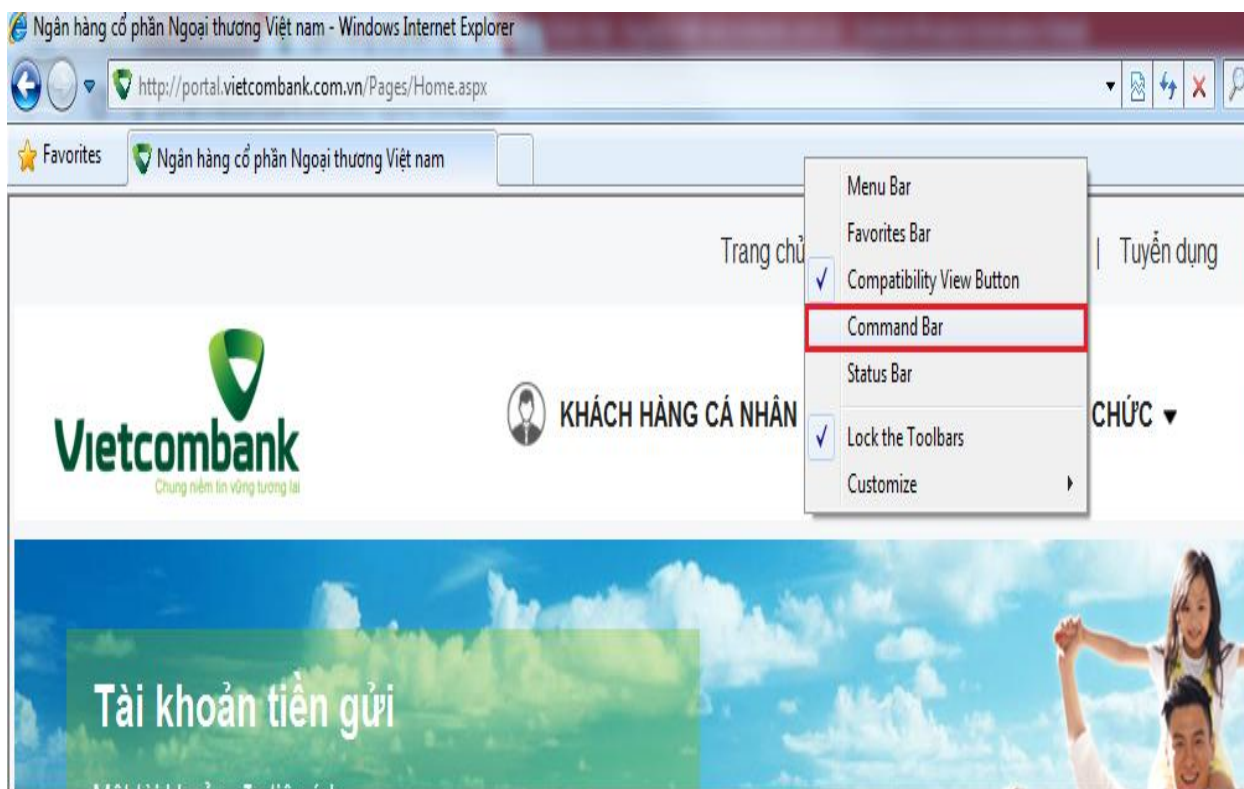 Ngân hàng cổ phần Ngoại thương Việt nam - Windows Internet Explorer
http://portal.vietcombank.com.vn/Pages/Home.aspx
Favorites
Ngân hàng cổ phần Ngoại thương Việt nam
Menu Bar
Favorites Bar
Compatibility View Button
Command Bar
Status Bar
Lock the Toolbars
Customize
Trang chủ
| Tuyển dụng
Vietcombank
Chung niềm tin vững tương lai
KHÁCH HÀNG CÁ NHÂN
CHỨC
Tài khoản tiền gửi